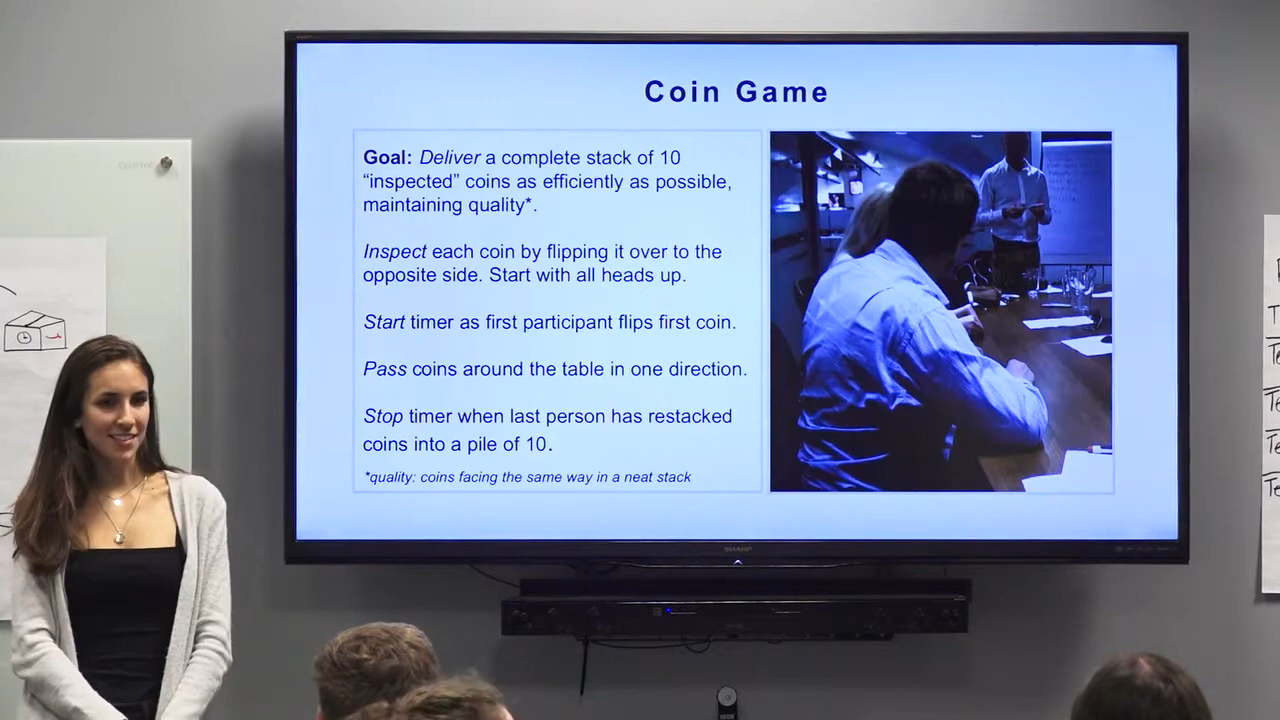 Coin Game
Goal: Deliver a complete stack of 10
“inspected” coins as efficiently as possible,
maintaining quality*.
Inspect each coin by flipping it over to the
opposite side. Start with all heads up.
Start timer as first participant flips first coin.
Pass coins around the table in one direction.
Stop timer when last person has restacked
coins into a pile of 10.
*quality: coins facing the same way in a neat stack
SHARP